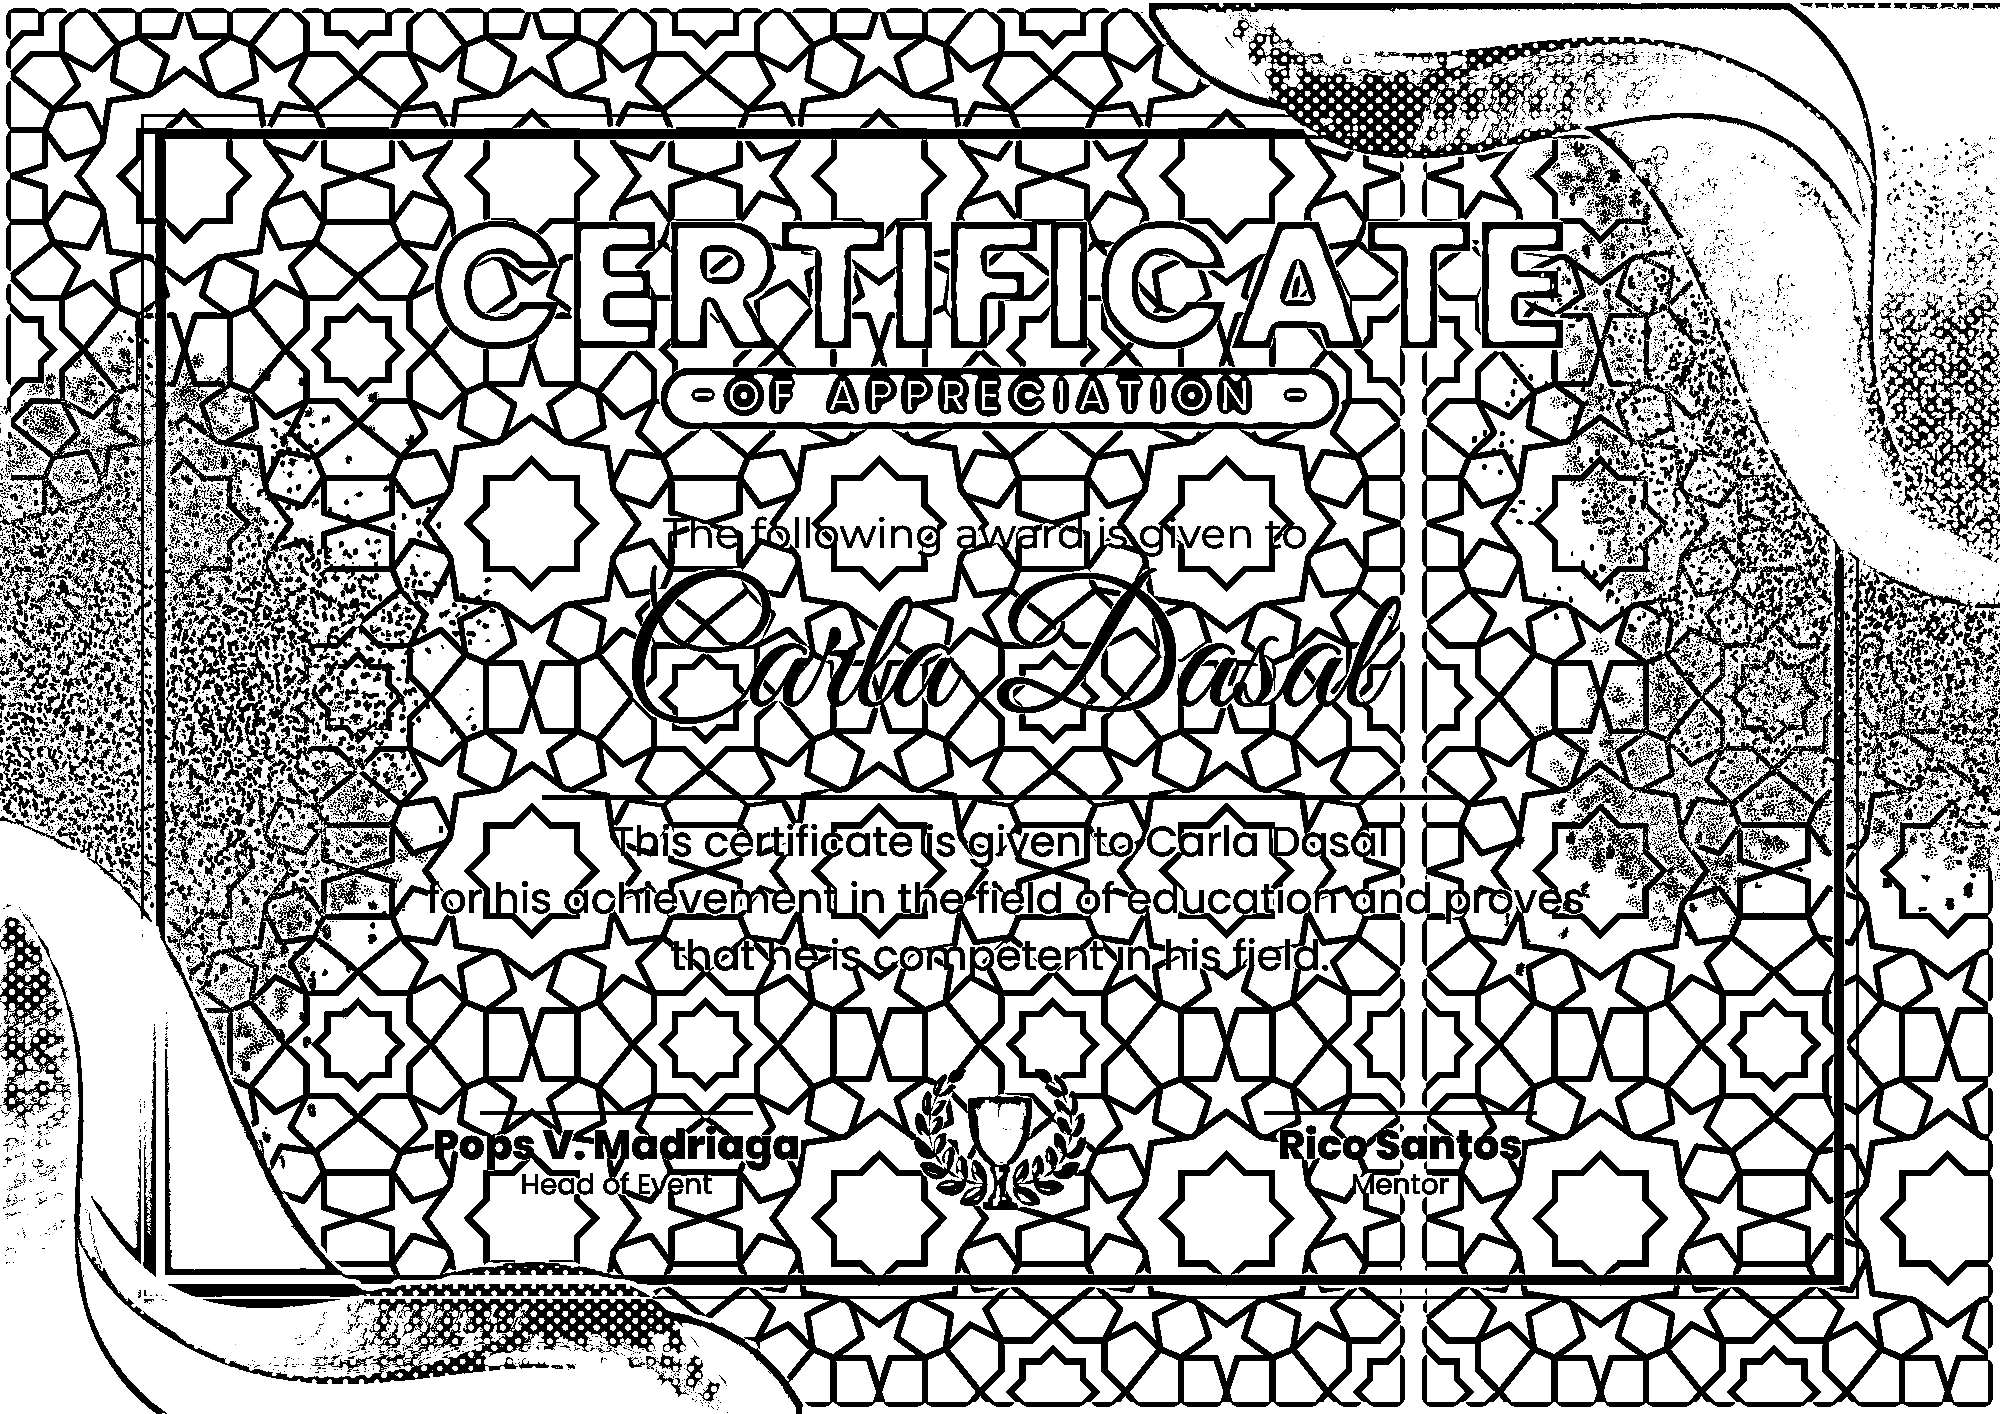 CERTIFICATE
- OF APPRECIATION -
The following award is given to
Carla Dasal
This certificate is given to Carla Dasal
for his achievement in the field of education and proves
that he is competent in his field.
Pops V. Madriaga
Head of Event
Rico Santos
Mentor